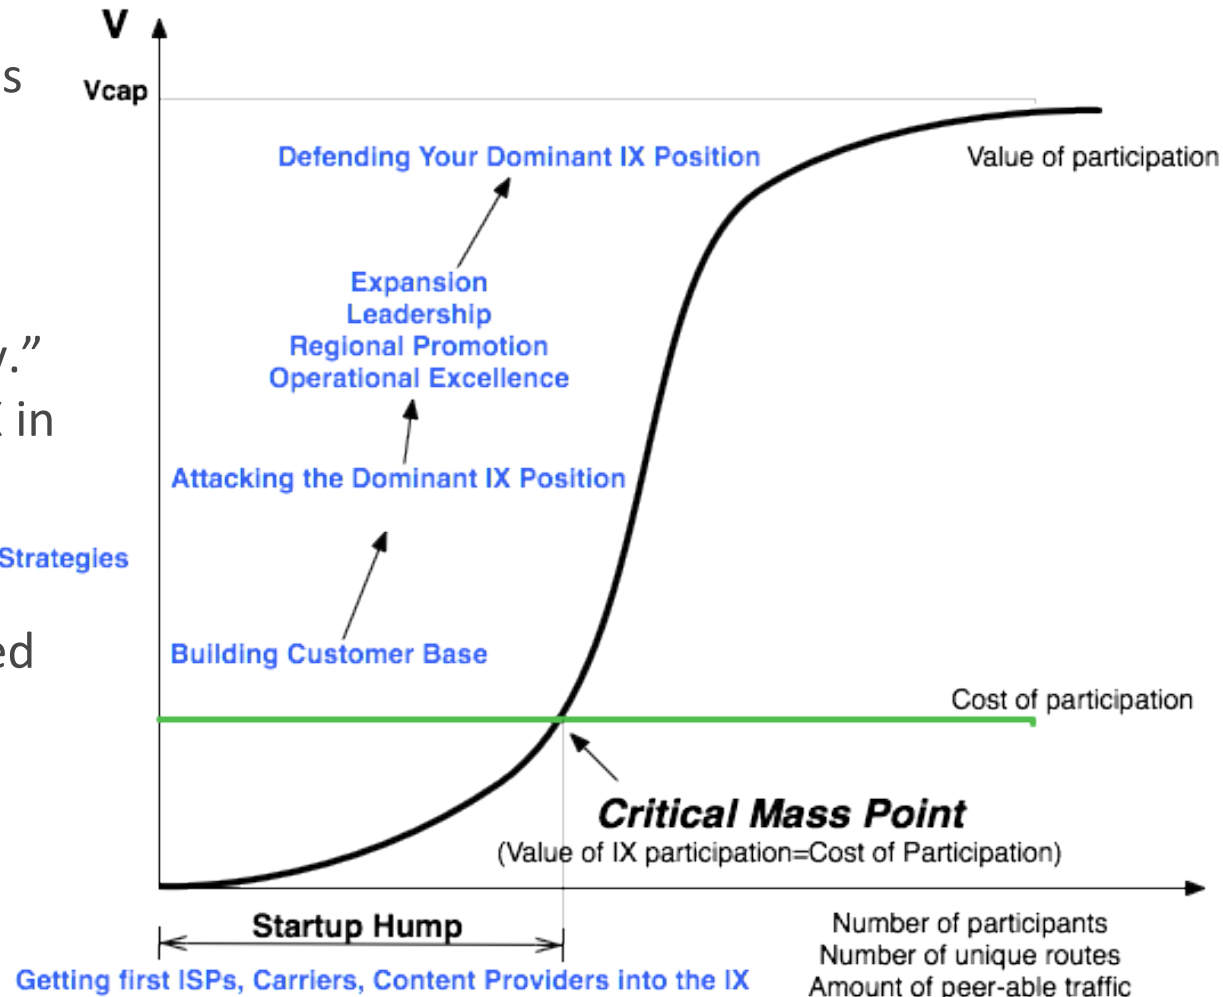 V
s
Vcap
Defending Your Dominant IX Position
Value of participation
Expansion
Leadership
Regional Promotion
.”
Operational Excellence
in
Attacking the Dominant IX Position
Strategies
Building Customer Base
ed
Cost of participation
Critical Mass Point
(Value of IX participation=Cost of Participation)
Startup Hump
Number of participants
Number of unique routes
Getting first ISPs, Carriers, Content Providers into the IX
Amount of peer-able traffic